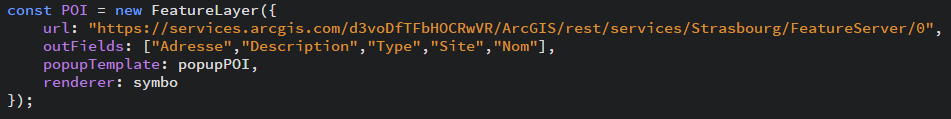 const POI = new FeatureLayer({
url: "https://services.arcgis.com/d3voDfTFbHOCRwVR/ArcGIS/rest/services/Strasbourg/FeatureServer/0",
outFields: ["Adresse","Description","Type","Site","Nom"],
popupTemplate: popupPOI,
renderer: symbo
});